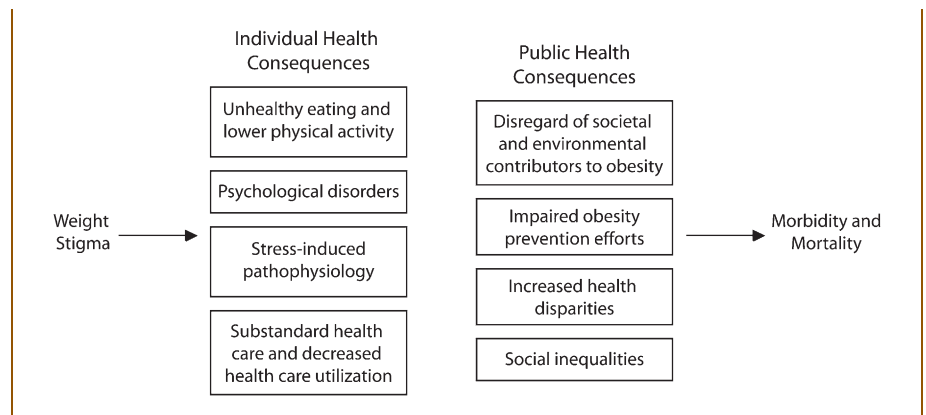 Individual Health
Consequences
Unhealthy eating and
lower physical activity
Psychological disorders
Stress-induced
pathophysiology
Substandard health
care and decreased
health care utilization
Public Health
Consequences
Disregard of societal
and environmental
contributors to obesity
Impaired obesity
prevention efforts
Increased health
disparities
Social inequalities
Weight
Stigma
Morbidity and
Mortality